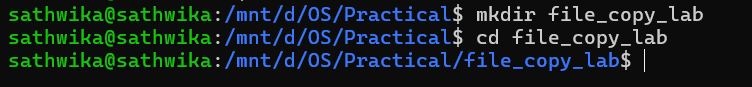 sathwika@sathwika:/mnt/d/OS/Practical$ mkdir file_copy_lab
sathwika@sathwika:/mnt/d/OS/Practical$ cd file_copy_lab
sathwika@sathwika:/mnt/d/OS/Practical/file_copy_lab$